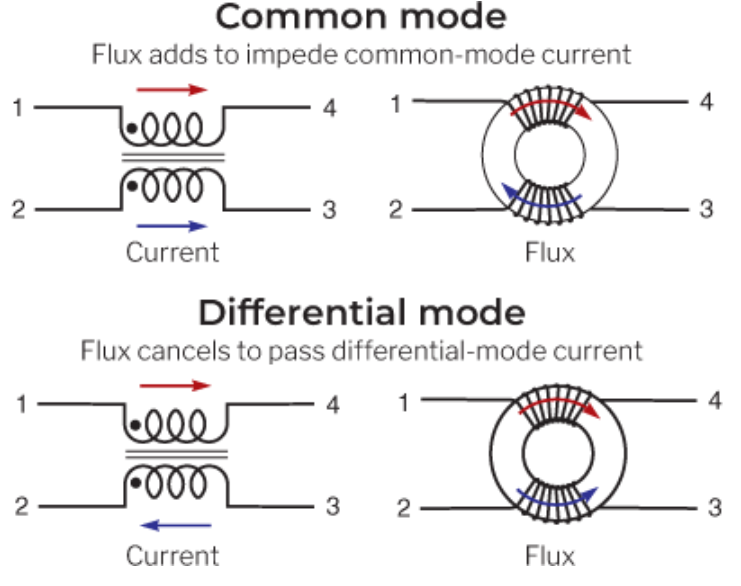 Common mode
Flux adds to impede common-mode current
1 4 1 4
2 3 2 3
Current Flux
Differential mode
Flux cancels to pass differential-mode current
1 4 1 4
2 3 2 3
Current Flux